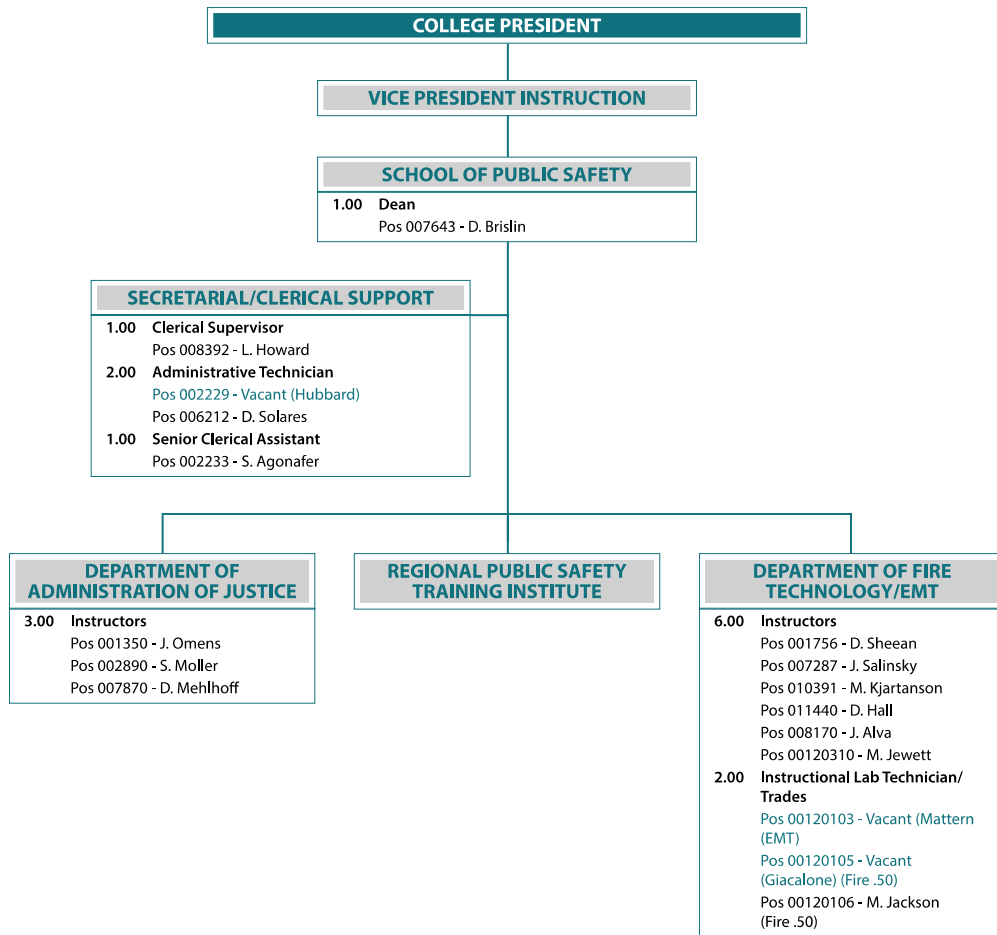 COLLEGE PRESIDENT
VICE PRESIDENT INSTRUCTION
SCHOOL OF PUBLIC SAFETY
1.00 Dean
Pos 007643 - D. Brislin
SECRETARIAL/CLERICAL SUPPORT
1.00 Clerical Supervisor
Pos 008392 - L. Howard
2.00 Administrative Technician
Pos 002229 - Vacant (Hubbard)
Pos 006212 - D. Solares
1.00 Senior Clerical Assistant
Pos 002233 - S. Agonafer
DEPARTMENT OF
ADMINISTRATION OF JUSTICE
3.00 Instructors
Pos 001350 - J. Omens
Pos 002890 - S. Moller
Pos 007870 - D. Mehlhoff
REGIONAL PUBLIC SAFETY
TRAINING INSTITUTE
DEPARTMENT OF FIRE
TECHNOLOGY/EMT
6.00 Instructors
Pos 001756 - D. Sheean
Pos 007287 - J. Salinsky
Pos 010391 - M. Kjartanson
Pos 011440 - D. Hall
Pos 008170 - J. Alva
Pos 00120310 - M. Jewett
2.00 Instructional Lab Technician/
Trades
Pos 00120103 - Vacant (Mattern
(EMT)
Pos 00120105 - Vacant
(Giacalone) (Fire .50)
Pos 00120106 - M. Jackson
(Fire .50)